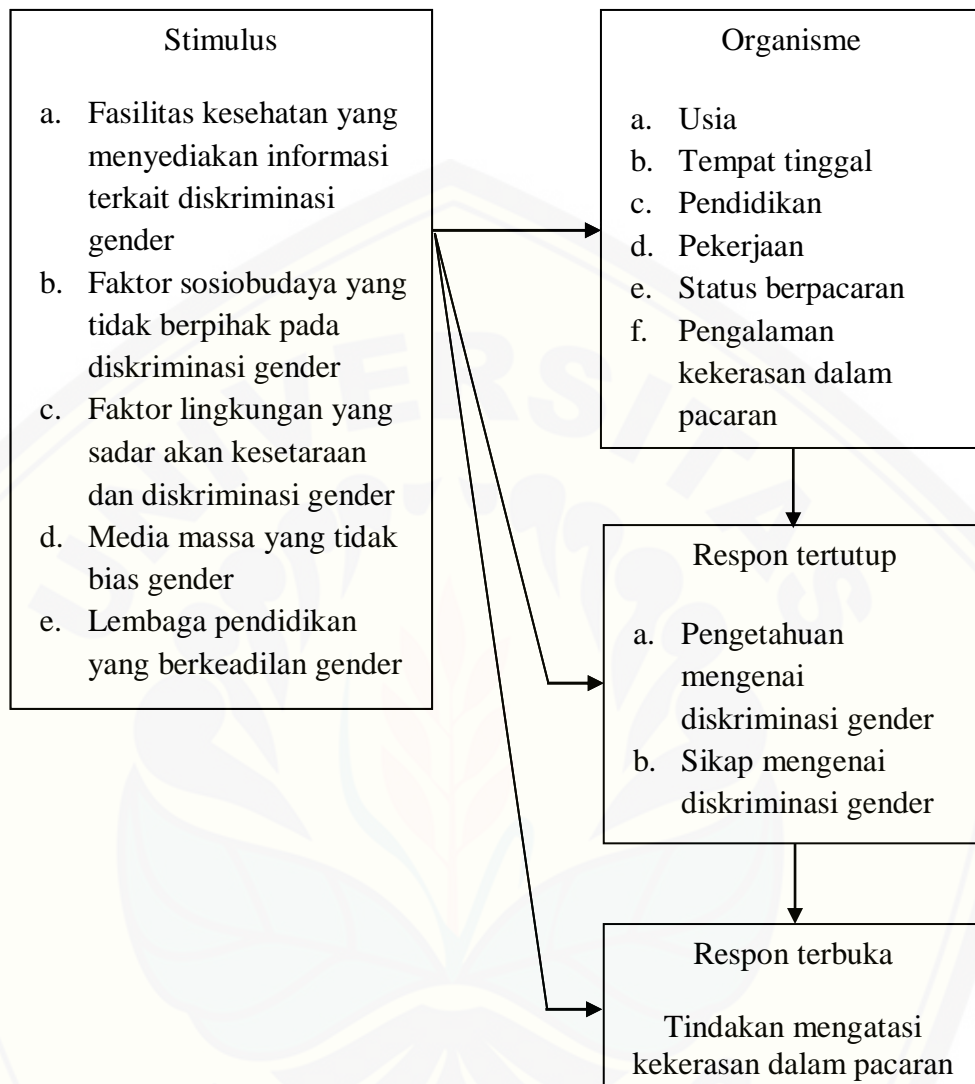 Stimulus
a. Fasilitas kesehatan yang
menyediakan informasi
terkait diskriminasi
gender
b. Faktor sosiobudaya yang
tidak berpihak pada
diskriminasi gender
c. Faktor lingkungan yang
sadar akan kesetaraan
dan diskriminasi gender
d. Media massa yang tidak
bias gender
e. Lembaga pendidikan
yang berkeadilan gender
Organisme
a. Usia
b. Tempat tinggal
c. Pendidikan
d. Pekerjaan
e. Status berpacaran
f. Pengalaman
kekerasan dalam
pacaran
Respon tertutup
a. Pengetahuan
mengenai
diskriminasi gender
b. Sikap mengenai
diskriminasi gender
Respon terbuka
Tindakan mengatasi
kekerasan dalam pacaran
UNIVERSITAS